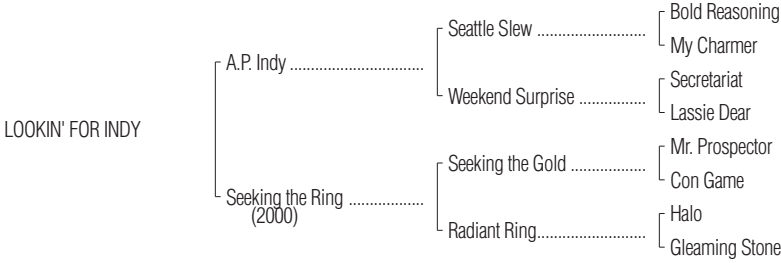 Bold Reasoning
Seattle Slew ..........................
My Charmer
A.P. Indy ................................
Secretariat
Weekend Surprise ................
Lassie Dear
LOOKIN' FOR INDY
Mr. Prospector
Seeking the Gold ..................
Con Game
Seeking the Ring ..................
(2000)
Halo
Radiant Ring..........................
Gleaming Stone